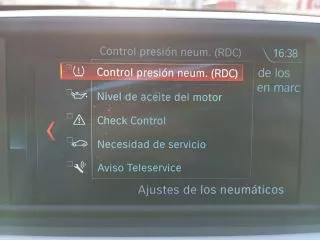 Control presión neum. (RDC)
16:38
Control presión neum. (RDC)
de los
Nivel de aceite del motor
en marc
Check Control
Necesidad de servicio
Aviso Teleservice
Ajustes de los neumáticos